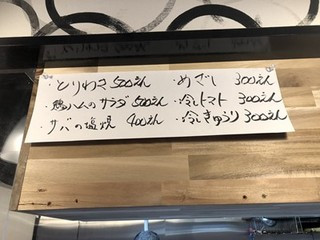 ・とりわさ 500えん
・鶏ハムのサラダ 500えん
・サバの塩焼 400えん
・めざし 300えん
・冷しトマト 300えん
・冷しきゅうり 300えん